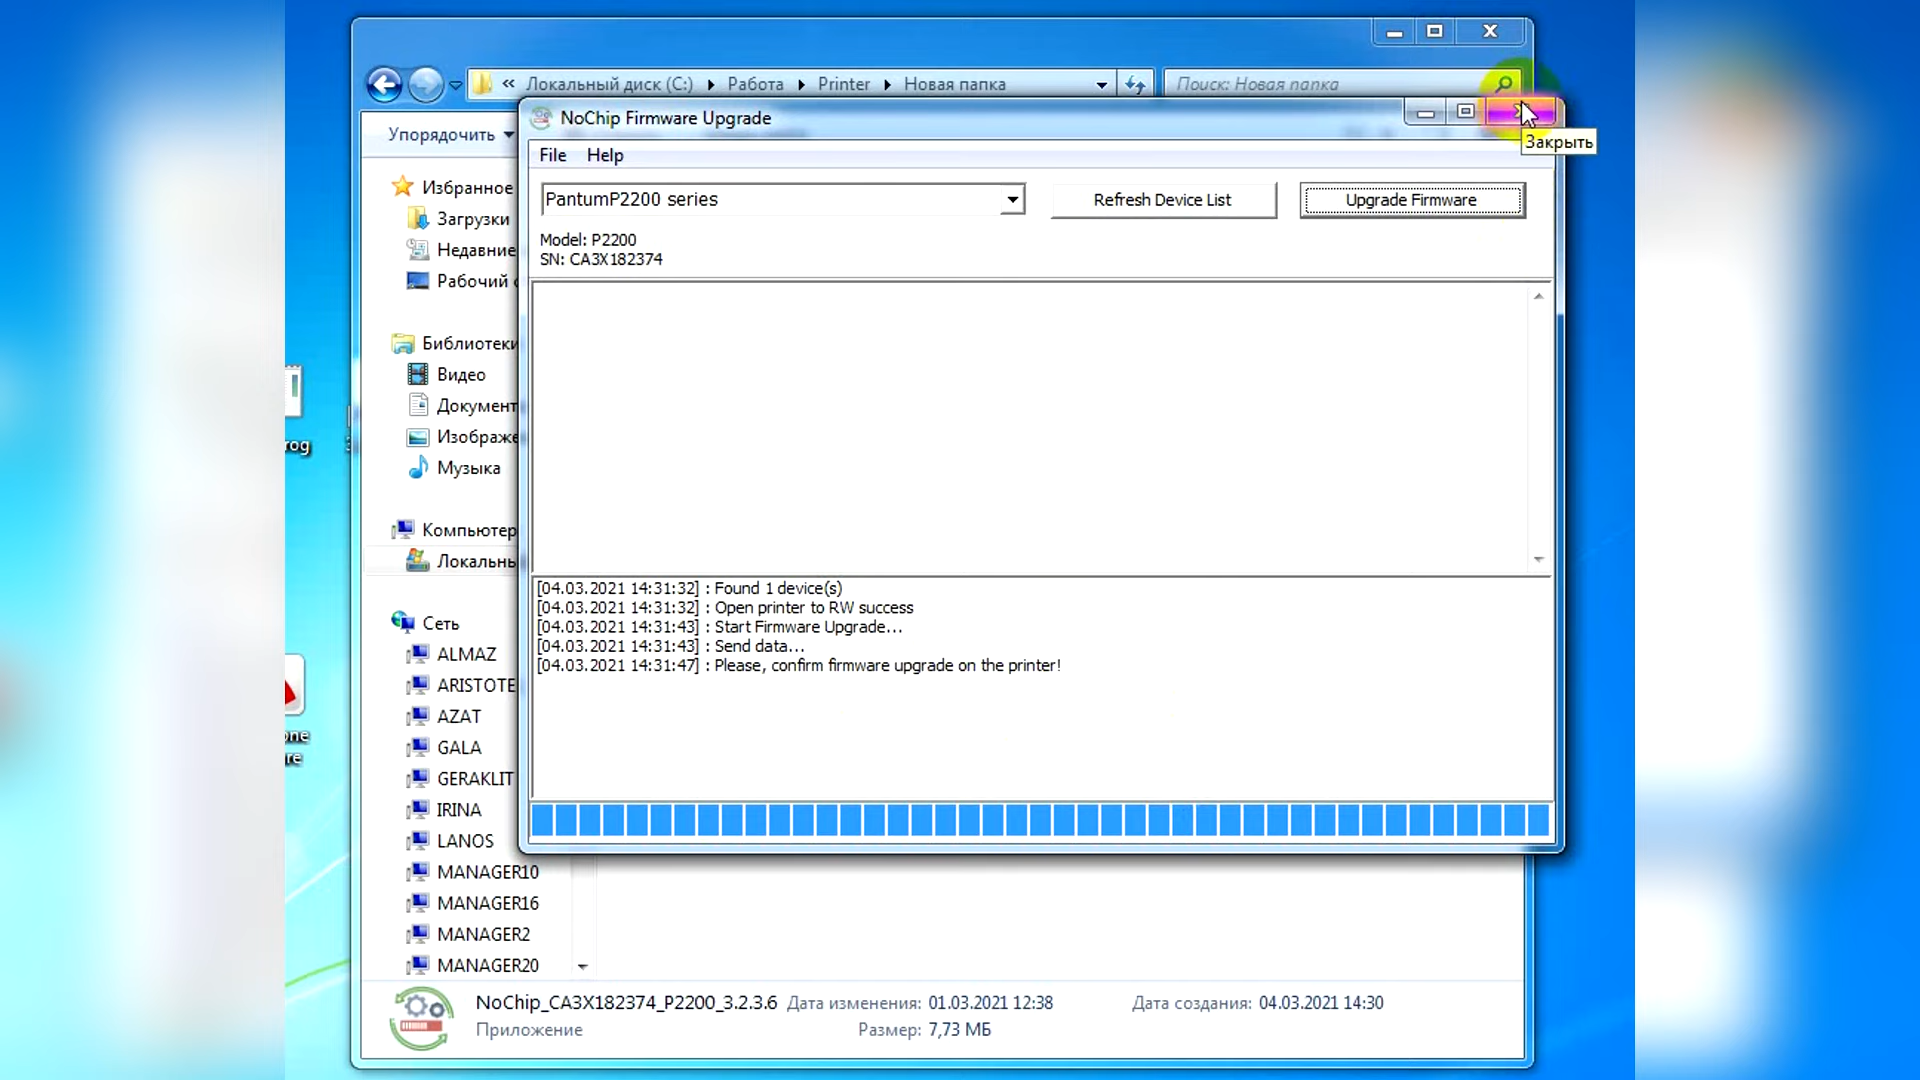 « Локальный диск (C:) Работа Printer Новая папка
Поиск: Новая папка
Упорядочить
NoChip Firmware Upgrade
Закрыть
File Help
PantumP2200 series
Refresh Device List
Upgrade Firmware
Model: P2200
SN: CA3X182374
Избранное
Загрузки
Недавние
Рабочий
Библиотеки
Видео
Документ
Изображе
Музыка
Компьютер
Локальнь
Сеть
ALMAZ
ARISTOTE
AZAT
GALA
GERAKLIT
IRINA
LANOS
MANAGER10
MANAGER16
MANAGER2
MANAGER20
[04.03.2021 14:31:32] : Found 1 device(s)
[04.03.2021 14:31:32] : Open printer to RW success
[04.03.2021 14:31:43] : Start Firmware Upgrade...
[04.03.2021 14:31:43] : Send data...
[04.03.2021 14:31:47] : Please, confirm firmware upgrade on the printer!
rog
one
re
NoChip_CA3X182374_P2200_3.2.3.6 Дата изменения: 01.03.2021 12:38 Дата создания: 04.03.2021 14:30
Приложение Размер: 7,73 МБ